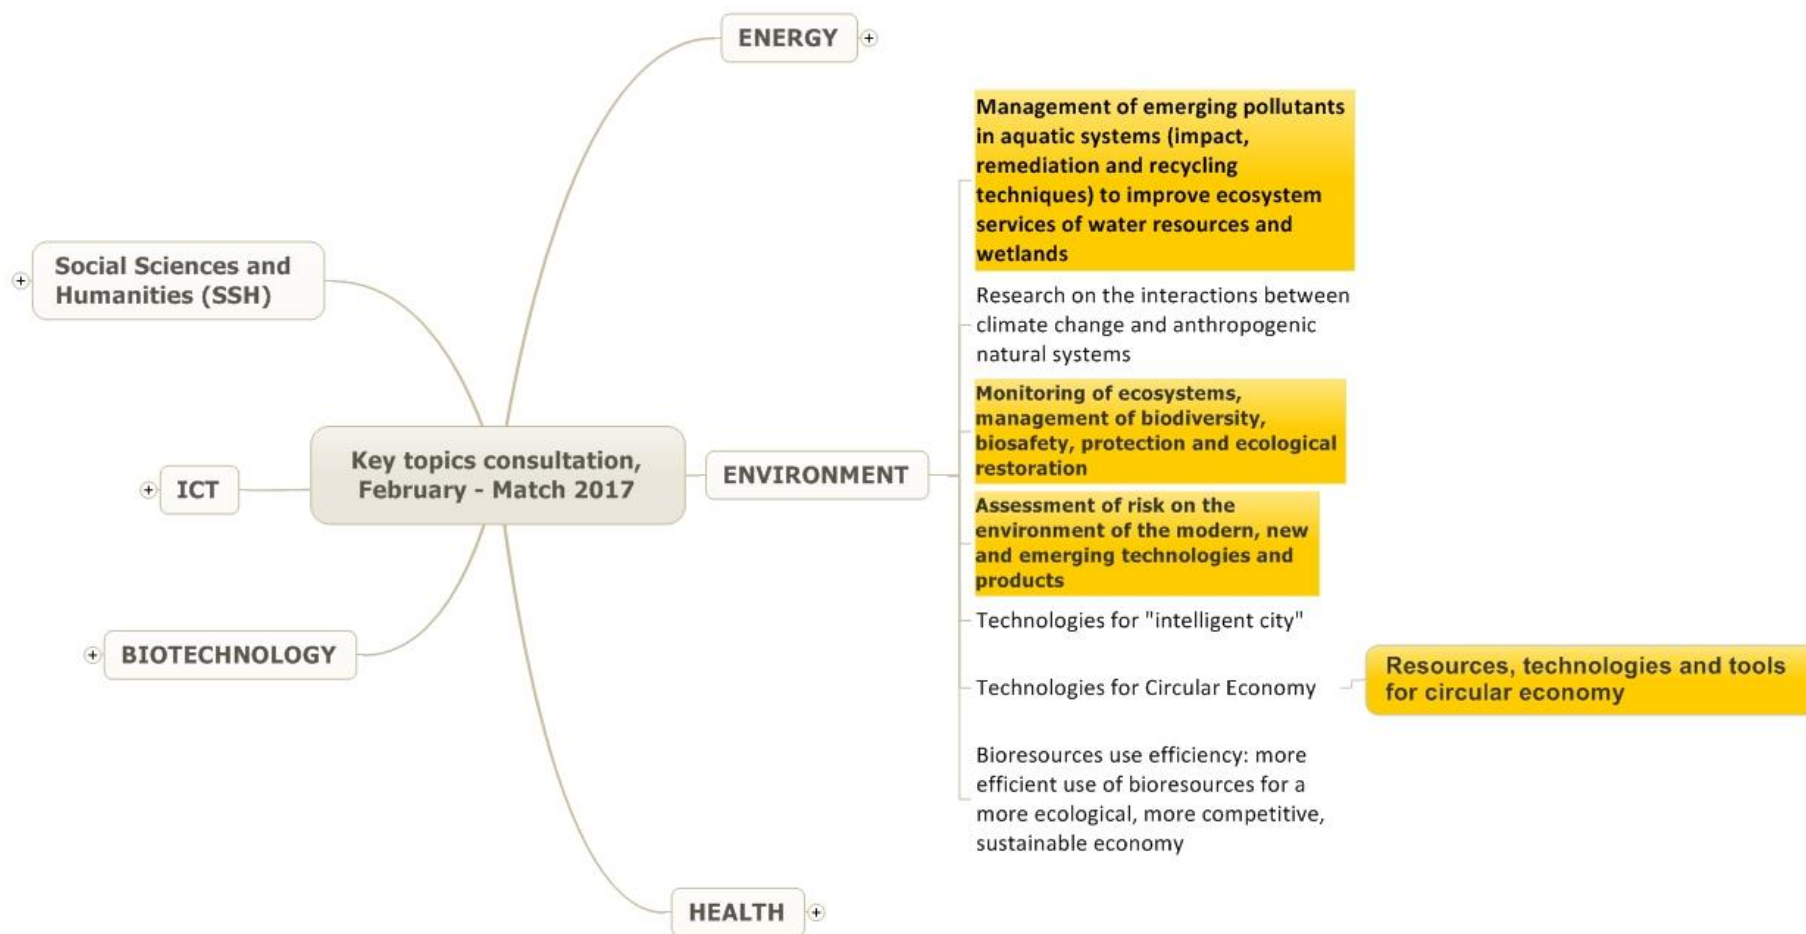 ENERGY
Management of emerging pollutants
in aquatic systems (impact,
remediation and recycling
techniques) to improve ecosystem
services of water resources and
wetlands
Research on the interactions between
climate change and anthropogenic
natural systems
Monitoring of ecosystems,
management of biodiversity,
biosafety, protection and ecological
restoration
Assessment of risk on the
environment of the modern, new
and emerging technologies and
products
Technologies for "intelligent city"
Technologies for Circular Economy
Resources, technologies and tools
for circular economy
Bioresources use efficiency: more
efficient use of bioresources for a
more ecological, more competitive,
sustainable economy
ENVIRONMENT
Key topics consultation,
February - Match 2017
Social Sciences and
Humanities (SSH)
ICT
BIOTECHNOLOGY
HEALTH